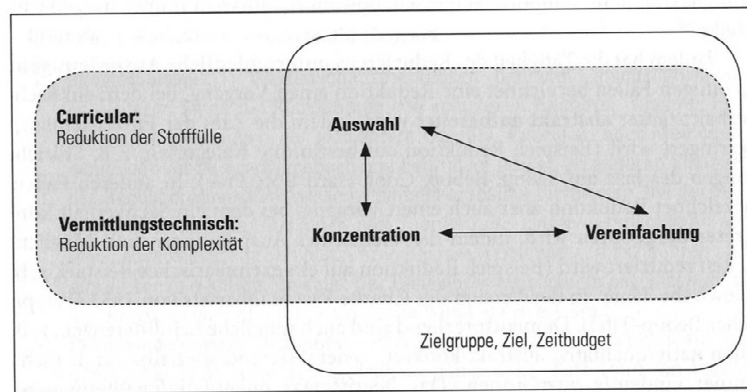 Curricular:
Reduktion der Stofffülle
Auswahl
Vermittlungstechnisch:
Reduktion der Komplexität
Konzentration
Vereinfachung
Zielgruppe, Ziel, Zeitbudget